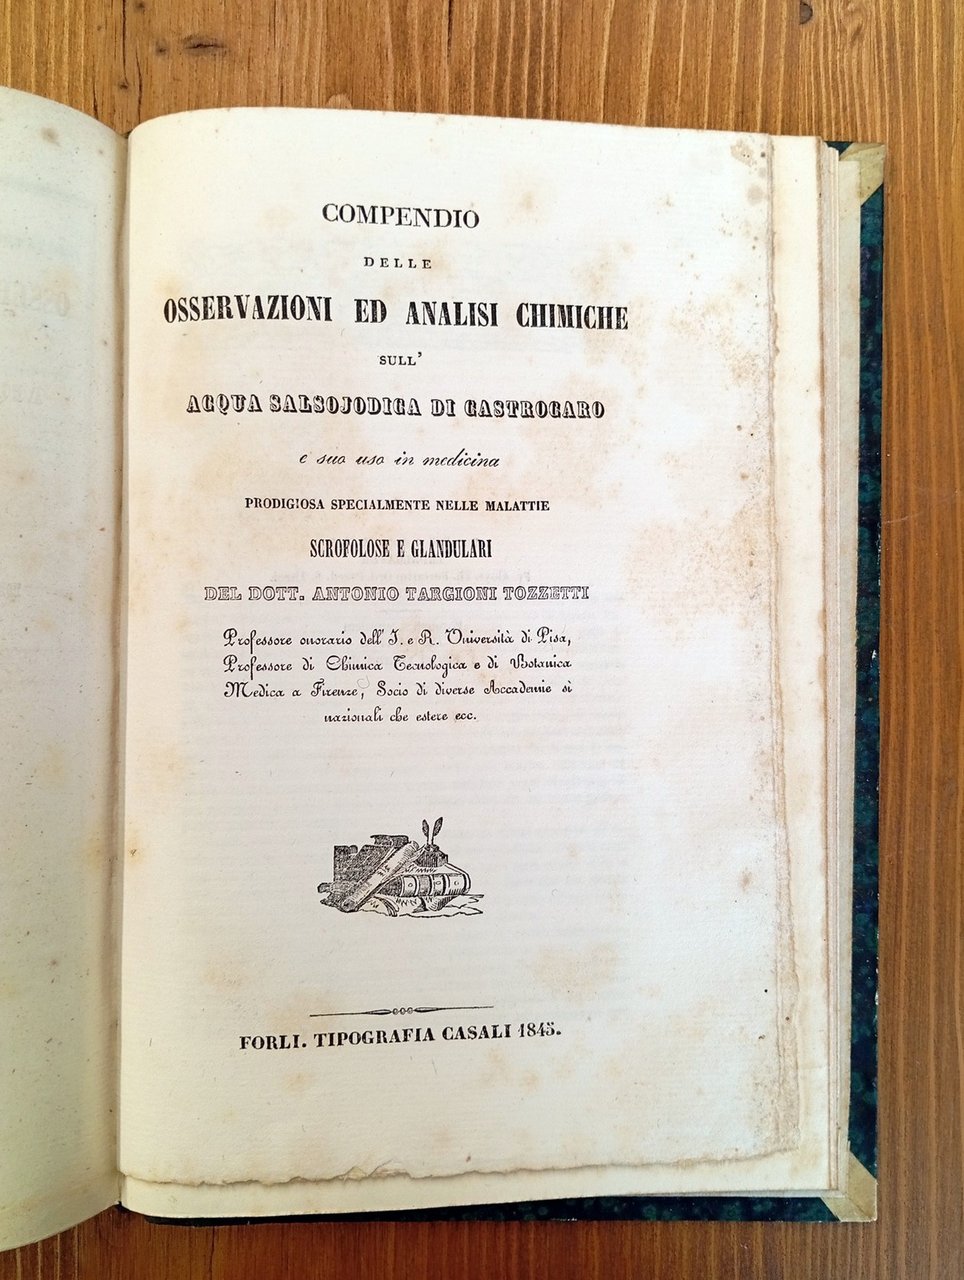 COMPENDIO
DELLE
OSSERVAZIONI ED ANALISI CHIMICHE
SULL'
ACQUA SALSOJODICA DI CASTROCARO
e suo uso in medicina
PRODIGIOSA SPECIALMENTE NELLE MALATTIE
SCROFOLOSE E GLANDULARI
DEL DOTT. ANTONIO TARGIONI TOZZETTI
Professore onorario dell' I. e R. Università di Pisa,
Professore di Chimica Tecnologica e di Botanica
Medica a Firenze, Socio di diverse Accademie sì
nazionali che estere ecc.
FORLI. TIPOGRAFIA CASALI 1845.